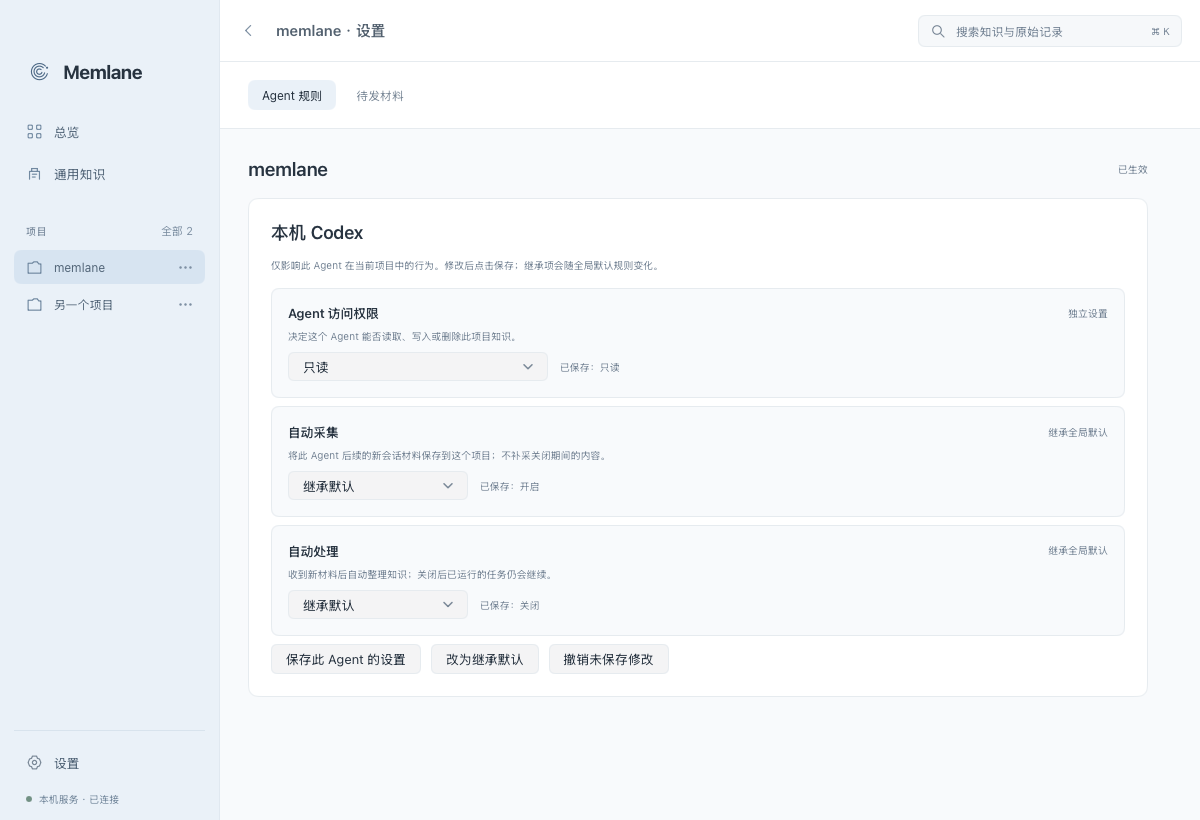 Memlane
总览
通用知识
项目
全部 2
memlane
另一个项目
设置
本机服务 · 已连接
memlane · 设置
搜索知识与原始记录
⌘ K
Agent 规则
待发材料
memlane
已生效
本机 Codex
仅影响此 Agent 在当前项目中的行为。修改后点击保存；继承项会随全局默认规则变化。
Agent 访问权限
独立设置
决定这个 Agent 能否读取、写入或删除此项目知识。
只读
已保存：只读
自动采集
继承全局默认
将此 Agent 后续的新会话材料保存到这个项目；不补采关闭期间的内容。
继承默认
已保存：开启
自动处理
继承全局默认
收到新材料后自动整理知识；关闭后已运行的任务仍会继续。
继承默认
已保存：关闭
保存此 Agent 的设置
改为继承默认
撤销未保存修改